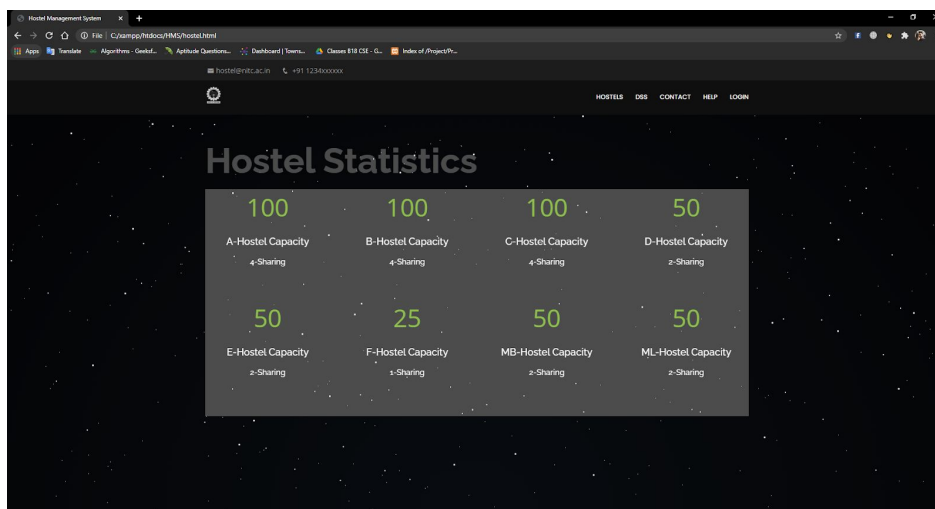 Hostel Management System
File | C:/xampp/htdocs/HMS/hostel.html
Apps Translate Algorithms - Geeksf... Aptitude Questions... Dashboard | Towns... Classes B18 CSE - G... Index of /Project/Pr...
hostel@nitc.ac.in +91 1234xxxxxx
HOSTELS DSS CONTACT HELP LOGIN
Hostel Statistics
100 100 100 50
A-Hostel Capacity B-Hostel Capacity C-Hostel Capacity D-Hostel Capacity
4-Sharing 4-Sharing 4-Sharing 2-Sharing
50 25 50 50
E-Hostel Capacity F-Hostel Capacity MB-Hostel Capacity ML-Hostel Capacity
2-Sharing 1-Sharing 2-Sharing 2-Sharing